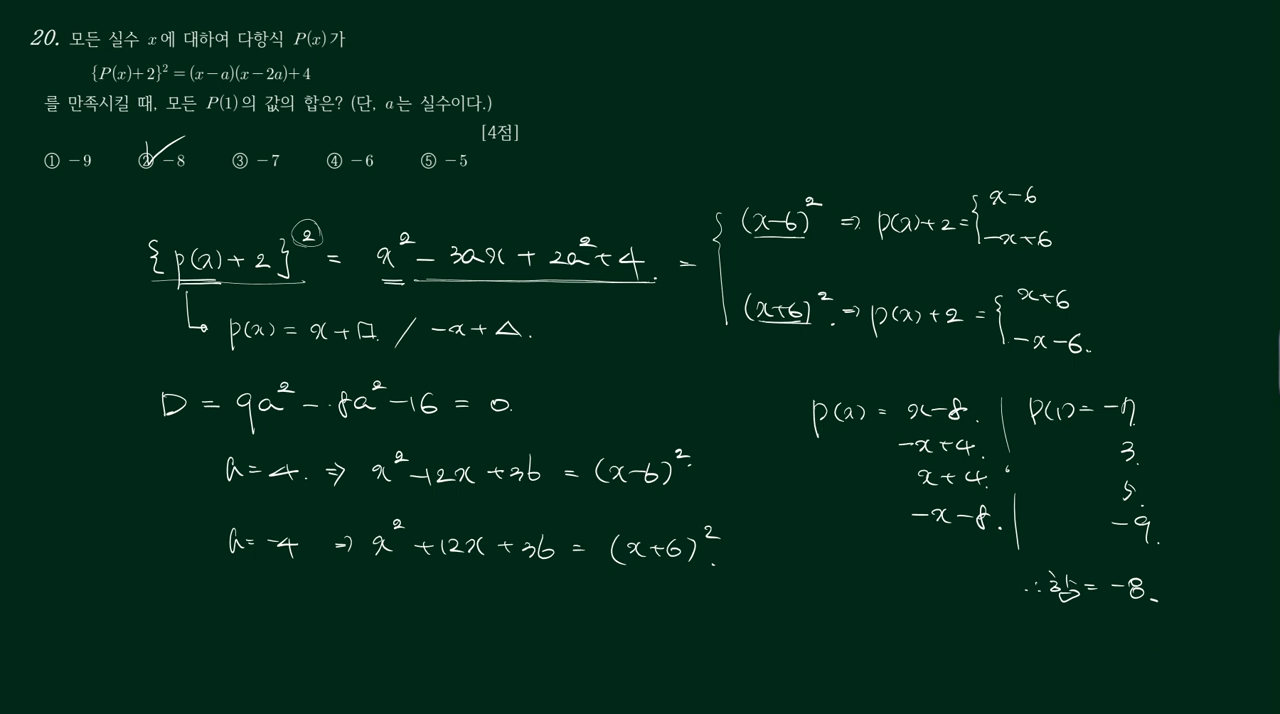 20. 모든 실수 x에 대하여 다항식 P(x)가
{P(x)+2}² = (x-a)(x-2a)+4
를 만족시킬 때, 모든 P(1)의 값의 합은? (단, a는 실수이다.)
[4점]
① -9 ② -8 ③ -7 ④ -6 ⑤ -5
{p(x)+2}² = x² - 3ax + 2a² + 4. =
(x-6)² ⇒ p(x)+2 = { x-6
-x+6
(x+6)². ⇒ p(x)+2 = { x+6
-x-6.
p(x) = x+□. / -x+△.
D = 9a² - 8a² - 16 = 0.
a=4. ⇒ x² - 12x + 36 = (x-6)².
a=-4 ⇒ x² + 12x + 36 = (x+6)².
p(x) = x-8. | p(1) = -7.
-x+4. 3.
x+4. 5.
-x-8. -9.
∴ 합 = -8.